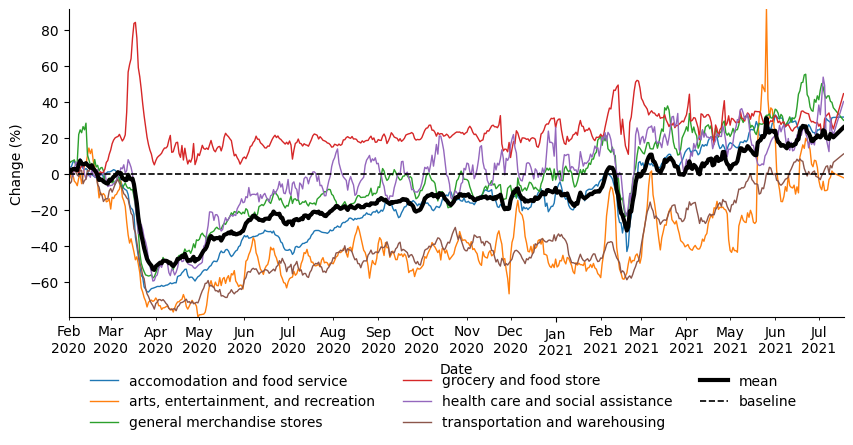 80
60
40
20
0
−20
−40
−60
Change (%)
Feb Mar Apr May Jun Jul Aug Sep Oct Nov Dec Jan Feb Mar Apr May Jun Jul
2020 2020 2020 2020 2020 2020 2020 2020 2020 2020 2020 2021 2021 2021 2021 2021 2021 2021
Date
accomodation and food service
arts, entertainment, and recreation
general merchandise stores
grocery and food store
health care and social assistance
transportation and warehousing
mean
baseline